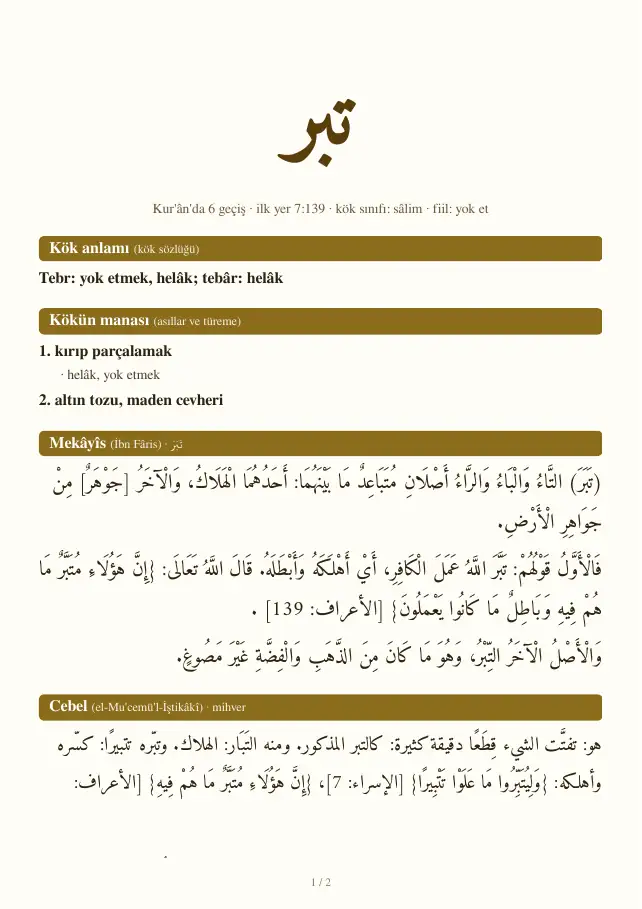 تبر
Kur'ân'da 6 geçiş · ilk yer 7:139 · kök sınıfı: sâlim · fiil: yok et
Kök anlamı (kök sözlüğü)
Tebr: yok etmek, helâk; tebâr: helâk
Kökün manası (asıllar ve türeme)
1. kırıp parçalamak
· helâk, yok etmek
2. altın tozu, maden cevheri
Mekâyîs (İbn Fâris) · تَبَرَ
(تَبَرَ) التَّاءُ وَالْبَاءُ وَالرَّاءُ أَصْلَانِ مُتَبَاعِدٌ مَا بَيْنَهُمَا: أَحَدُهُمَا الْهَلَاكُ، وَالْآخَرُ [جَوْهَرٌ] مِنْ
جَوَاهِرِ الْأَرْضِ.
فَالْأَوَّلُ قَوْلُهُمْ: تَبَّرَ اللَّهُ عَمَلَ الْكَافِرِ، أَيْ أَهْلَكَهُ وَأَبْطَلَهُ. قَالَ اللَّهُ تَعَالَى: {إِنَّ هَؤُلَاءِ مُتَبَّرٌ مَا
هُمْ فِيهِ وَبَاطِلٌ مَا كَانُوا يَعْمَلُونَ} [الأعراف: 139] .
وَالْأَصْلُ الْآخَرُ التِّبْرُ، وَهُوَ مَا كَانَ مِنَ الذَّهَبِ وَالْفِضَّةِ غَيْرَ مَصُوغٍ.
Cebel (el-Mu'cemü'l-İştikâkî) · mihver
هو: تفتَّت الشيء قِطَعًا دقيقة كثيرة: كالتبر المذكور. ومنه التَبَار: الهلاك. وتبّره تتبيرًا: كسّره
وأهلكه: {وَلِيُتَبِّرُوا مَا عَلَوْا تَتْبِيرًا} [الإسراء: 7]، {إِنَّ هَؤُلَاءِ مُتَبَّرٌ مَا هُمْ فِيهِ} [الأعراف:
1 / 2